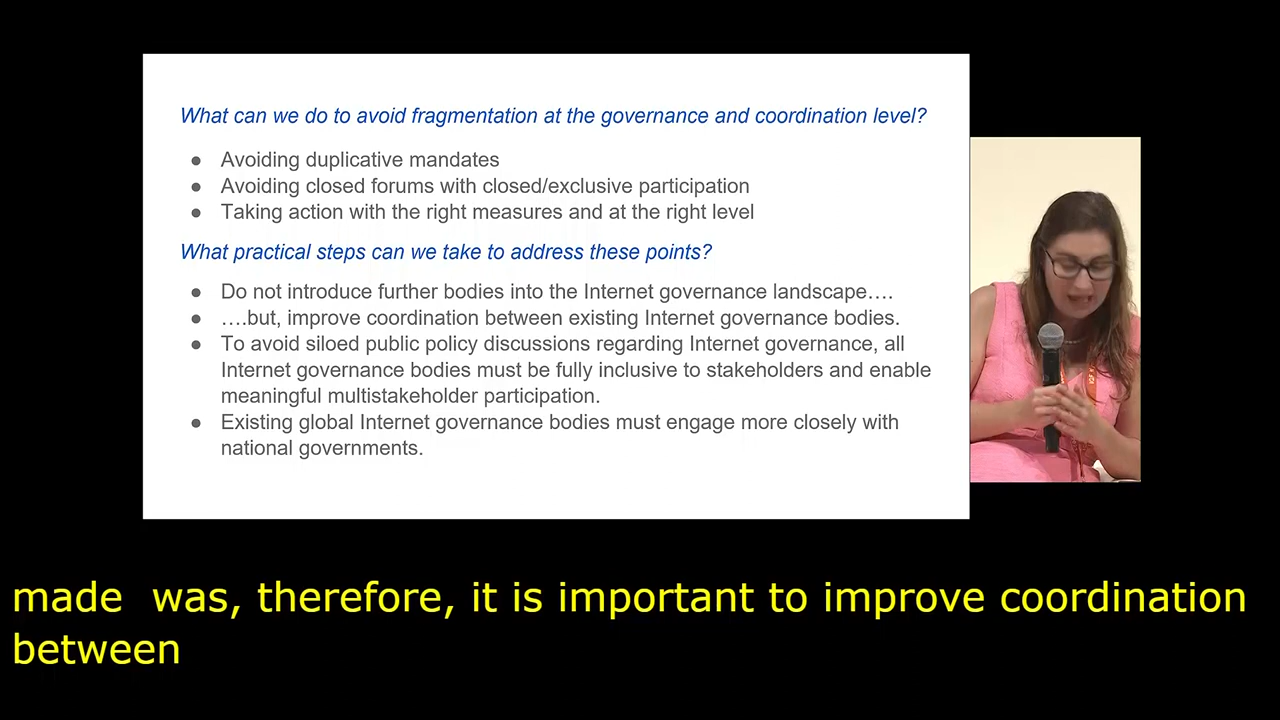 What can we do to avoid fragmentation at the governance and coordination level?
● Avoiding duplicative mandates
● Avoiding closed forums with closed/exclusive participation
● Taking action with the right measures and at the right level
What practical steps can we take to address these points?
● Do not introduce further bodies into the Internet governance landscape….
● ….but, improve coordination between existing Internet governance bodies.
● To avoid siloed public policy discussions regarding Internet governance, all
Internet governance bodies must be fully inclusive to stakeholders and enable
meaningful multistakeholder participation.
● Existing global Internet governance bodies must engage more closely with
national governments.
made  was, therefore, it is important to improve coordination
between